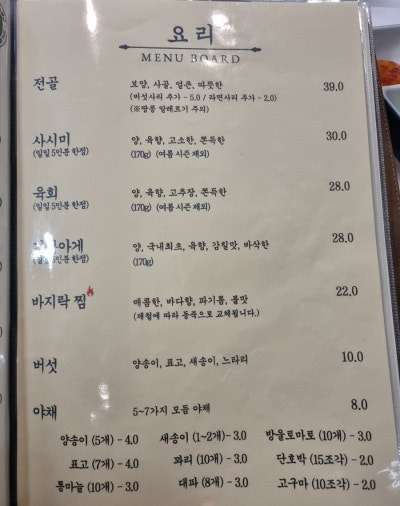 요리
MENU BOARD
전골 보양, 사골, 얼큰, 따뜻한 39.0
(버섯사리 추가 - 5.0 / 라면사리 추가 - 2.0)
(※땅콩 알레르기 주의)
사시미 양, 육향, 고소한, 쫀득한 30.0
(일일 5인분 한정) (170g) (여름 시즌 제외)
육회 양, 육향, 고추장, 쫀득한 28.0
(일일 5인분 한정) (170g) (여름 시즌 제외)
아게 양, 국내최초, 육향, 감칠맛, 바삭한 28.0
(일일 5인분 한정) (170g)
바지락 찜 매콤한, 바다향, 파기름, 불맛 22.0
(제철에 따라 동죽으로 교체됩니다.)
버섯 양송이, 표고, 새송이, 느타리 10.0
야채 5~7가지 모듬 야채 8.0
양송이 (5개) - 4.0 새송이 (1~2개)- 3.0 방울토마토 (10개) - 3.0
표고 (7개) - 4.0 꽈리 (10개) - 3.0 단호박 (15조각) - 2.0
통마늘 (10개) - 3.0 대파 (8개) - 3.0 고구마 (10조각) - 2.0